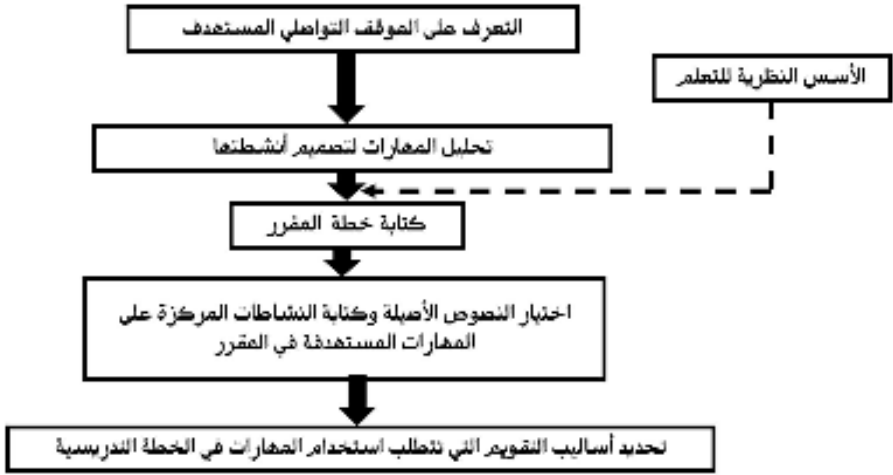 التعرف على الموقف التواصلي المستهدف
الأسس النظرية للتعلم
تحليل المهارات لتصميم أنشطتها
كتابة خطة المقرر
اختيار النصوص الأصيلة وكتابة النشاطات المركزة على
المهارات المستهدفة في المقرر
تحديد أساليب التقويم التي تتطلب استخدام المهارات في الخطة التدريسية